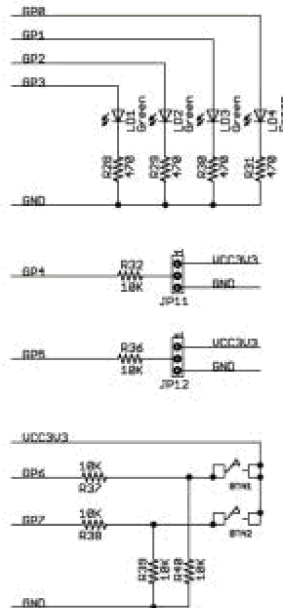 GP0
GP1
GP2
GP3
LD1
Green
LD2
Green
LD3
Green
LD4
Green
R28
470
R29
470
R30
470
R31
470
GND
GP4
R32
10K
1
VCC3V3
GND
JP11
GP5
R36
10K
1
VCC3V3
GND
JP12
VCC3V3
GP6
10K
R37
BTN1
GP7
10K
R38
BTN2
R39
10K
R40
10K
GND